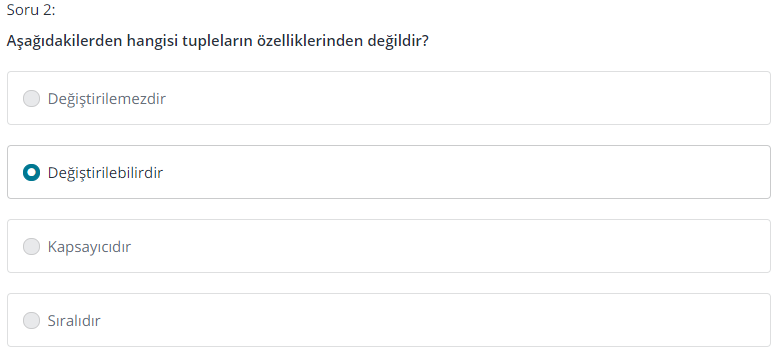 Soru 2:
Aşağıdakilerden hangisi tupleların özelliklerinden değildir?
Değiştirilemezdir
Değiştirilebilirdir
Kapsayıcıdır
Sıralıdır